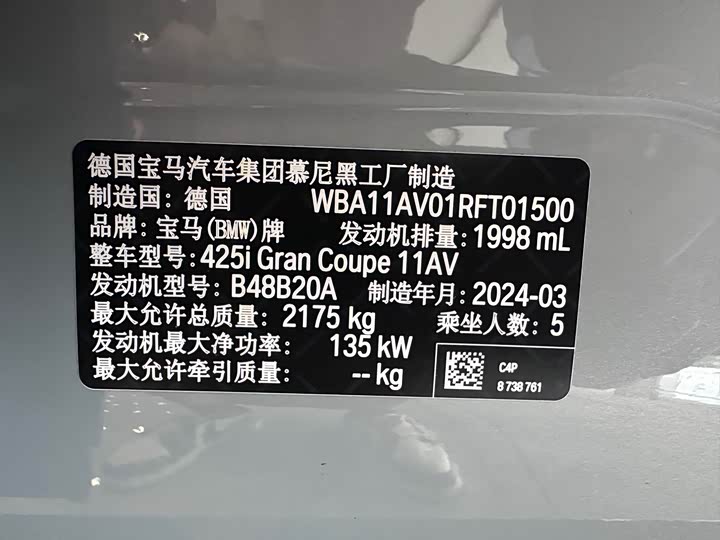 德国宝马汽车集团慕尼黑工厂制造
制造国: 德国 WBA11AV01RFT01500
品牌: 宝马(BMW)牌 发动机排量: 1998 mL
整车型号: 425i Gran Coupe 11AV
发动机型号: B48B20A 制造年月: 2024-03
最大允许总质量: 2175 kg 乘坐人数: 5
发动机最大净功率: 135 kW
最大允许牵引质量: -- kg
C4P
8 738 761